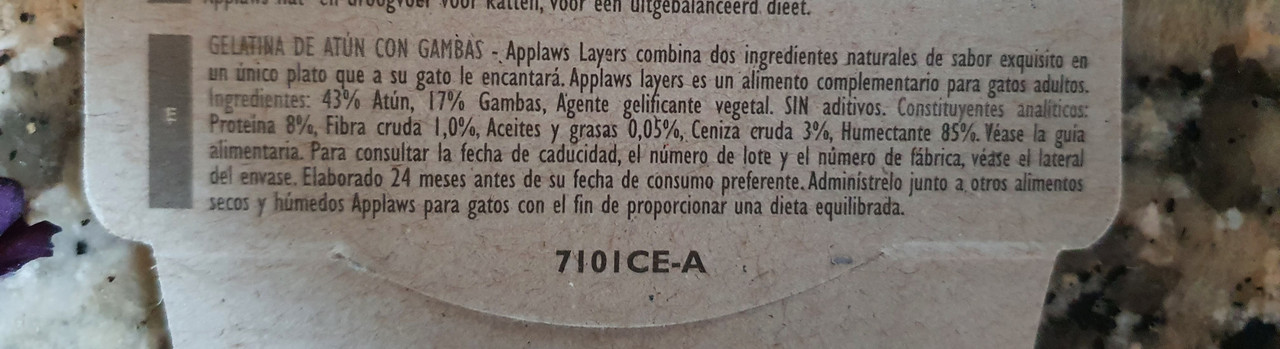 Applaws nat- en droogvoer voor katten, voor een uitgebalanceerd dieet.
GELATINA DE ATÚN CON GAMBAS - Applaws Layers combina dos ingredientes naturales de sabor exquisito en
un único plato que a su gato le encantará. Applaws layers es un alimento complementario para gatos adultos.
Ingredientes: 43% Atún, 17% Gambas, Agente gelificante vegetal. SIN aditivos. Constituyentes analíticos:
Proteína 8%, Fibra cruda 1,0%, Aceites y grasas 0,05%, Ceniza cruda 3%, Humectante 85%. Véase la guía
alimentaria. Para consultar la fecha de caducidad, el número de lote y el número de fábrica, véase el lateral
del envase. Elaborado 24 meses antes de su fecha de consumo preferente. Adminístrelo junto a otros alimentos
secos y húmedos Applaws para gatos con el fin de proporcionar una dieta equilibrada.
7101CE-A